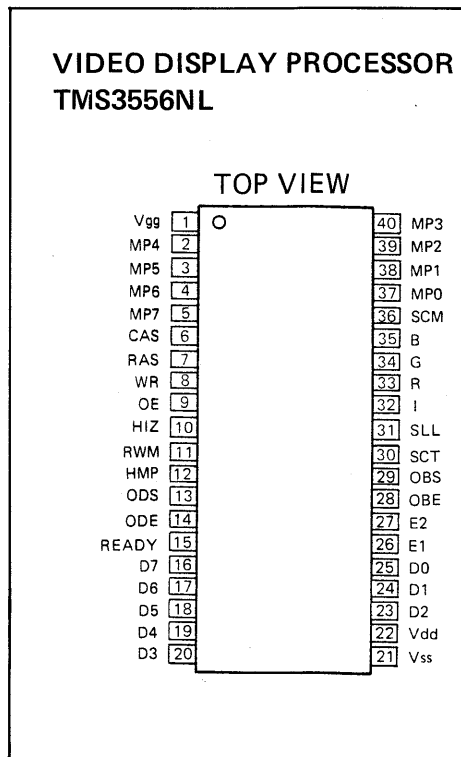 VIDEO DISPLAY PROCESSOR
TMS3556NL
TOP VIEW
Vgg 1 40 MP3
MP4 2 39 MP2
MP5 3 38 MP1
MP6 4 37 MP0
MP7 5 36 SCM
CAS 6 35 B
RAS 7 34 G
WR 8 33 R
OE 9 32 I
HIZ 10 31 SLL
RWM 11 30 SCT
HMP 12 29 OBS
ODS 13 28 OBE
ODE 14 27 E2
READY 15 26 E1
D7 16 25 D0
D6 17 24 D1
D5 18 23 D2
D4 19 22 Vdd
D3 20 21 Vss